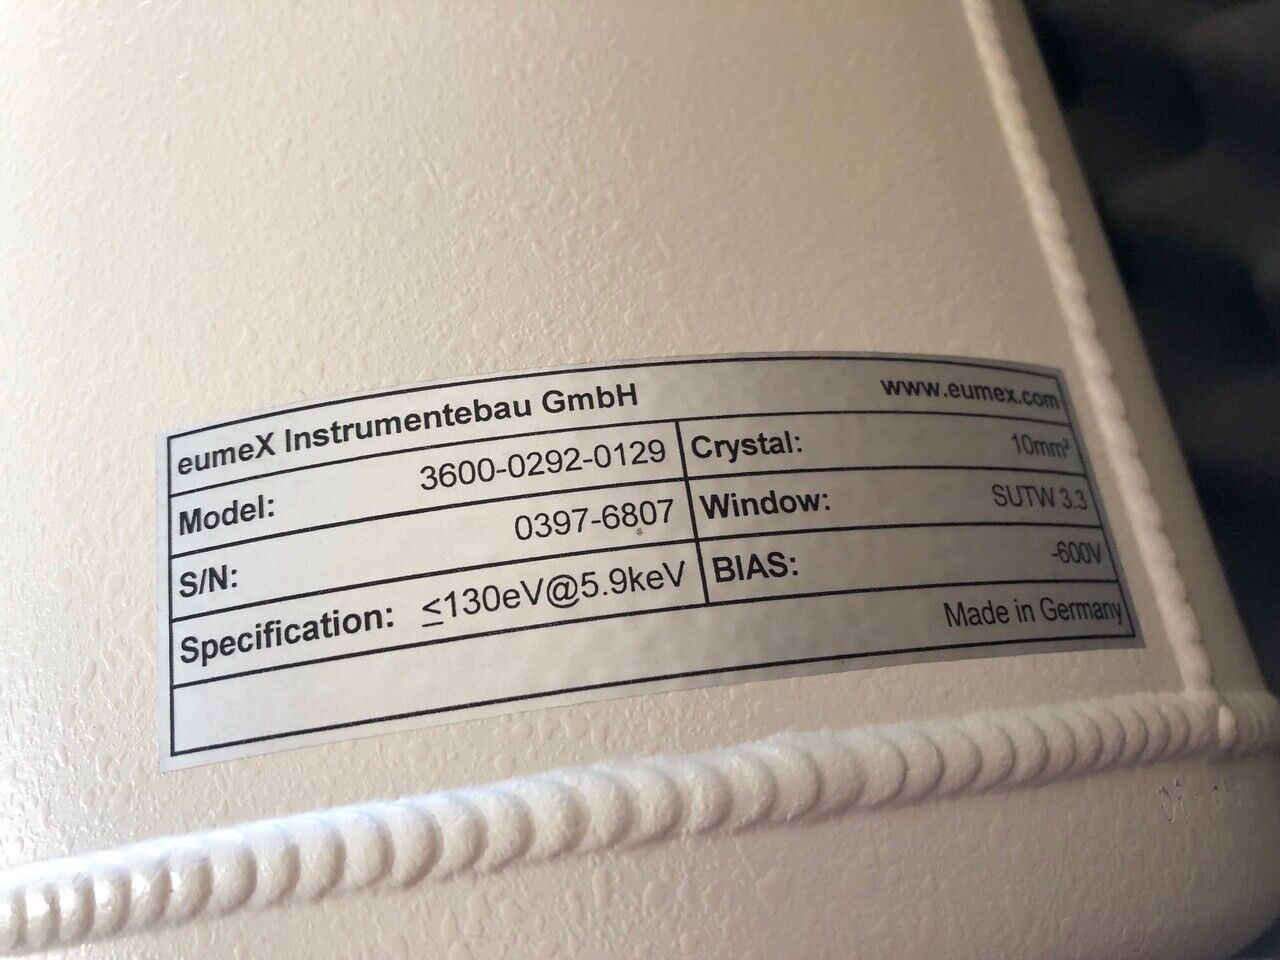 eumeX Instrumentebau GmbH www.eumex.com
Model: 3600-0292-0129 Crystal: 10mm²
S/N: 0397-6807 Window: SUTW 3.3
Specification: ≤130eV@5.9keV BIAS: -600V
Made in Germany